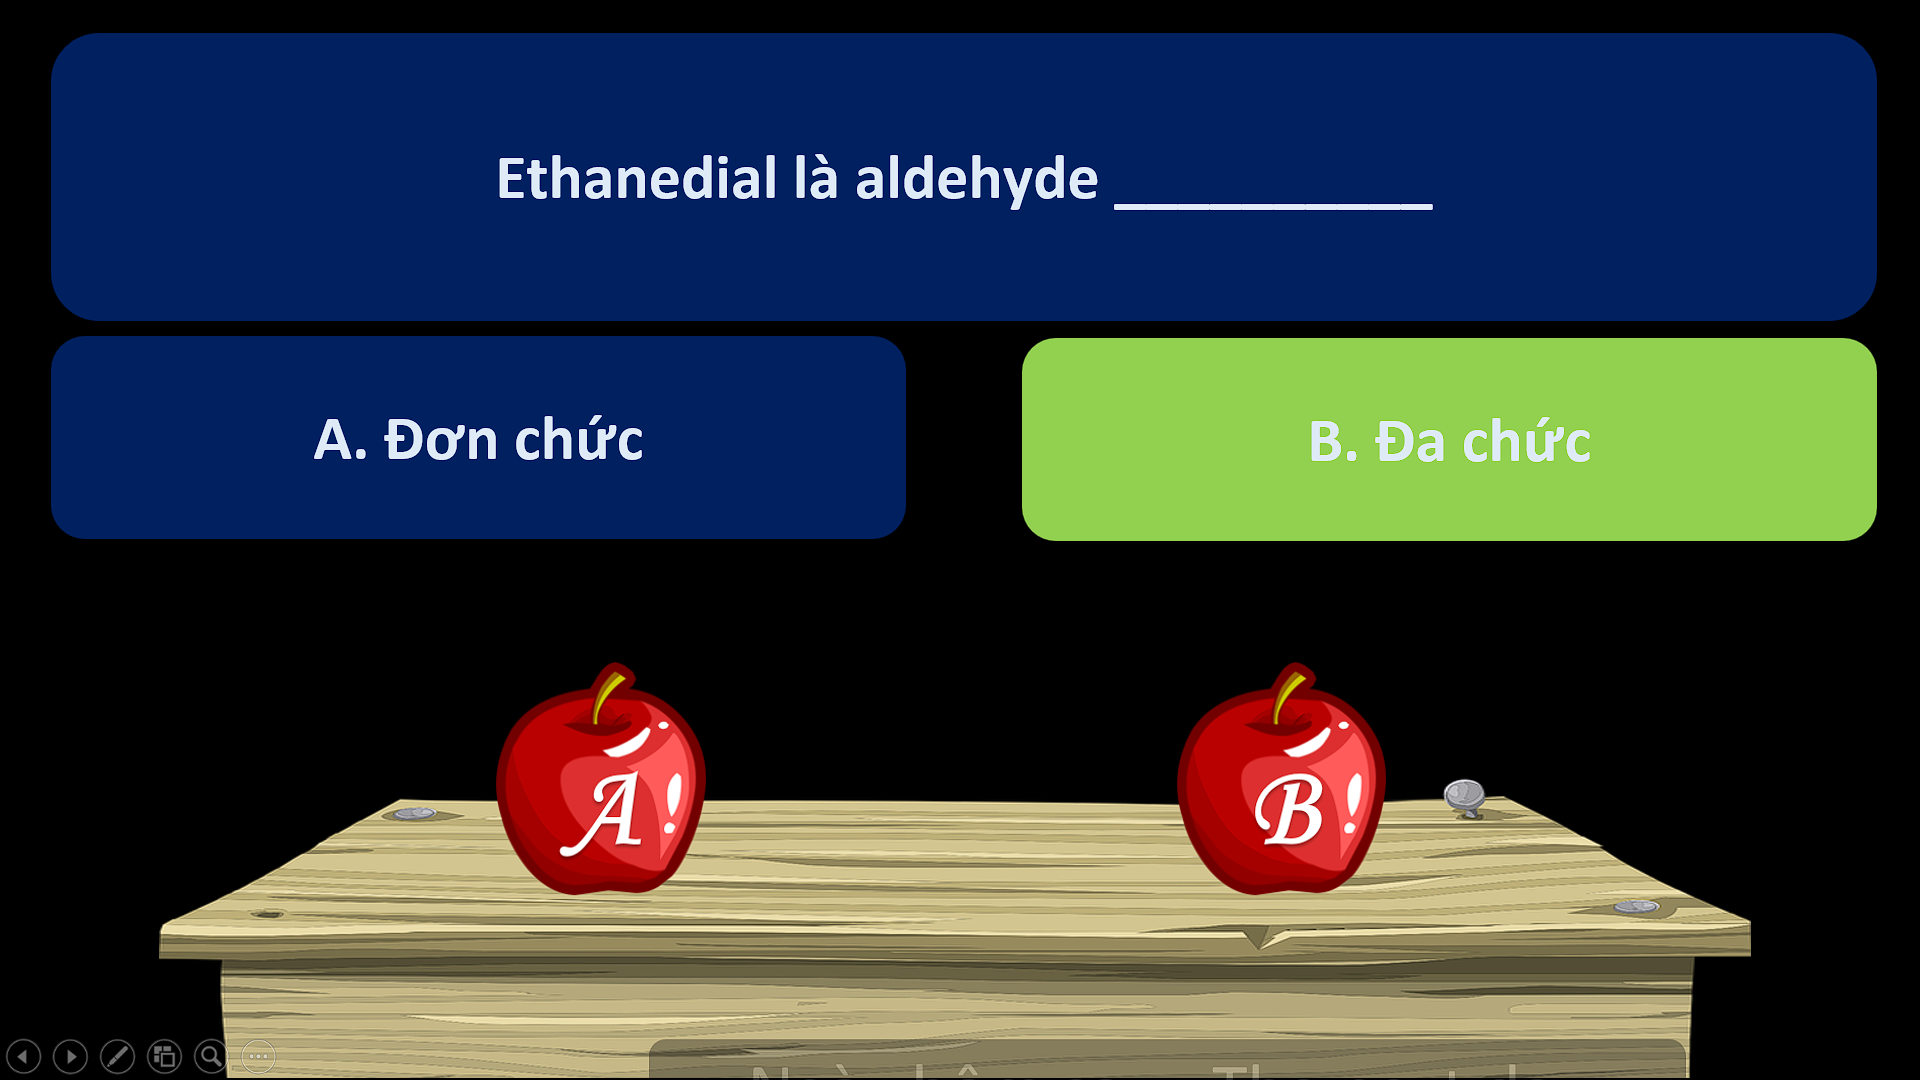 Ethanedial là aldehyde __________
A. Đơn chức
B. Đa chức
A
B